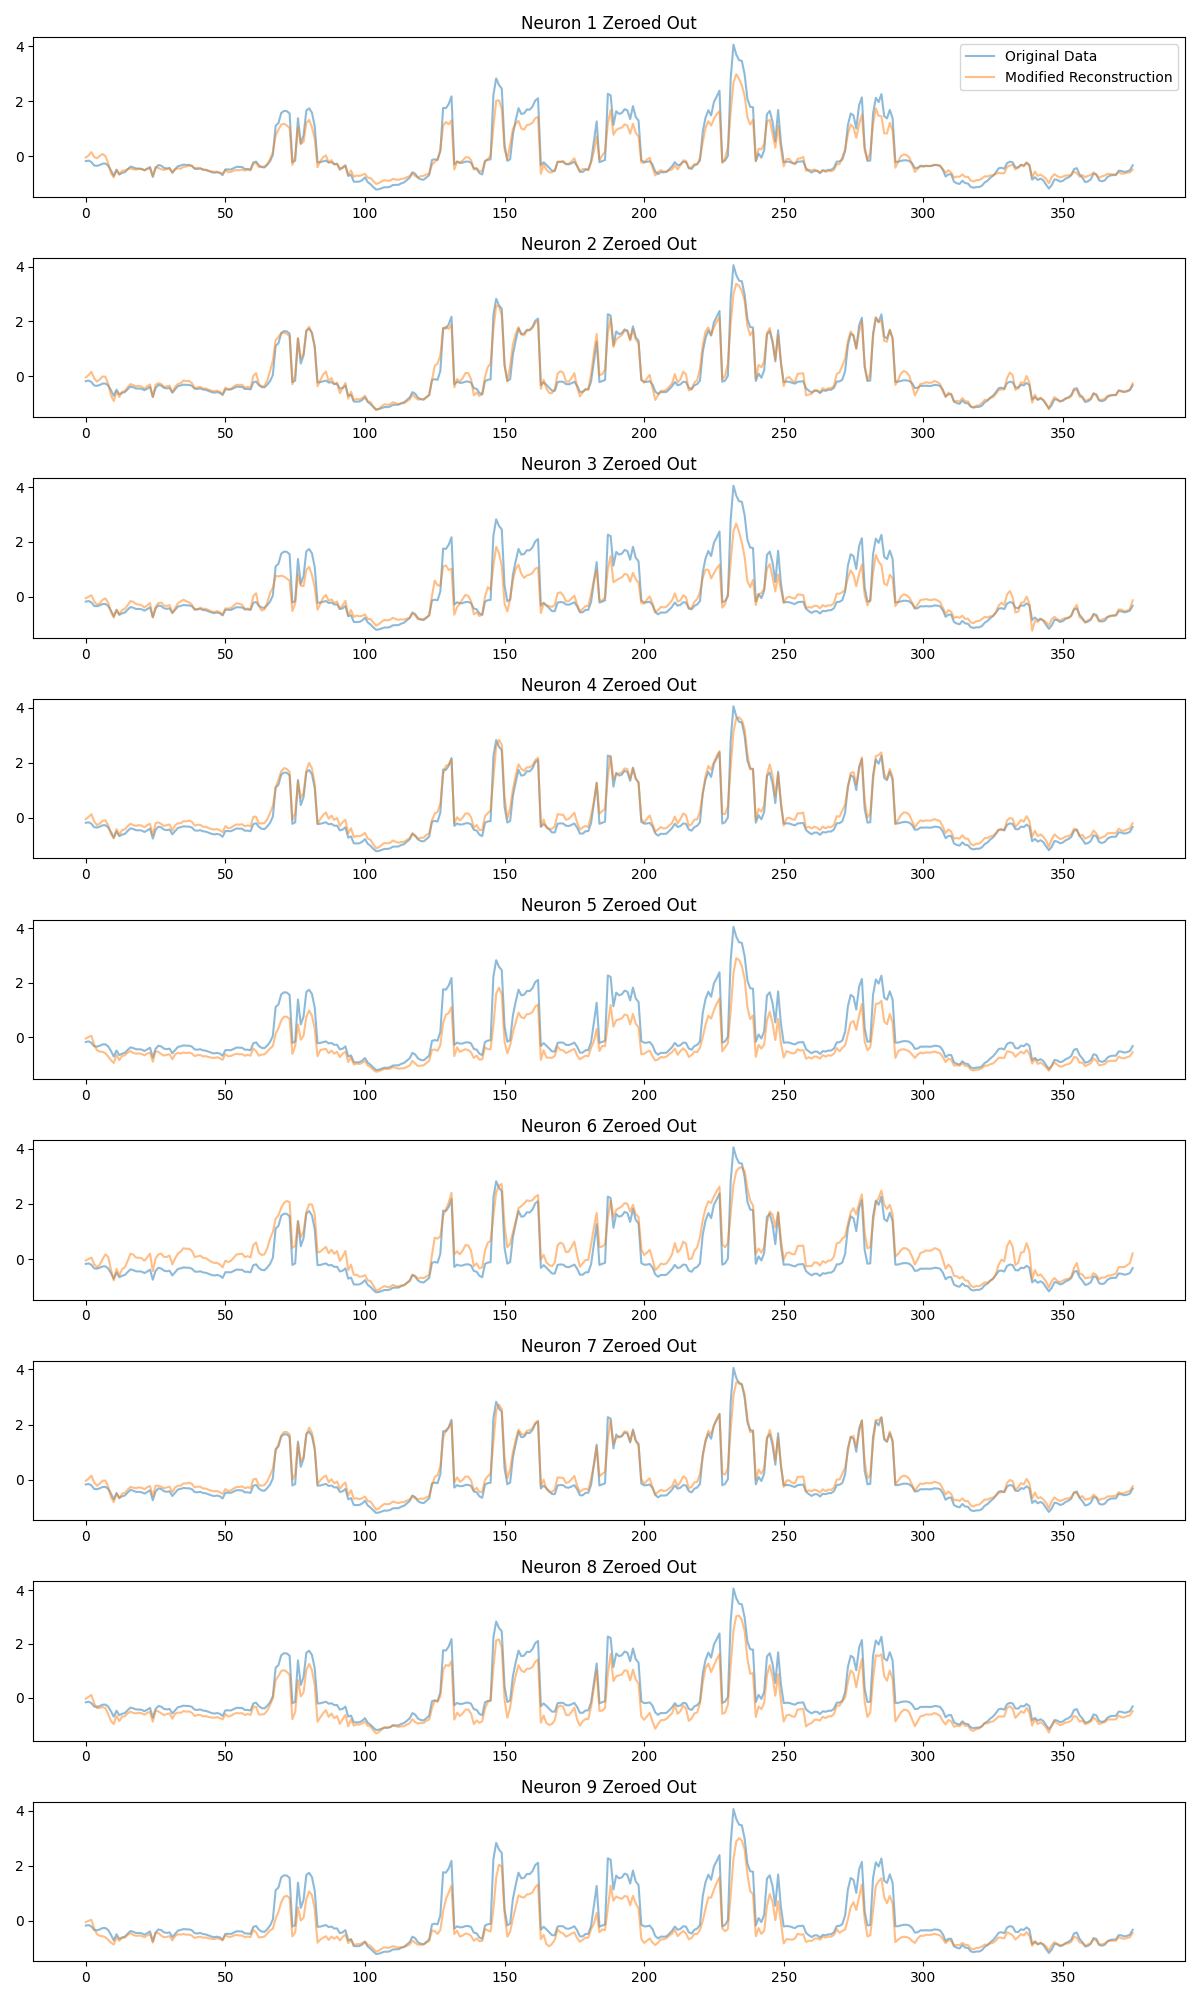 Neuron 1 Zeroed Out
Original Data
Modified Reconstruction
4
2
0
0 50 100 150 200 250 300 350
Neuron 2 Zeroed Out
4
2
0
0 50 100 150 200 250 300 350
Neuron 3 Zeroed Out
4
2
0
0 50 100 150 200 250 300 350
Neuron 4 Zeroed Out
4
2
0
0 50 100 150 200 250 300 350
Neuron 5 Zeroed Out
4
2
0
0 50 100 150 200 250 300 350
Neuron 6 Zeroed Out
4
2
0
0 50 100 150 200 250 300 350
Neuron 7 Zeroed Out
4
2
0
0 50 100 150 200 250 300 350
Neuron 8 Zeroed Out
4
2
0
0 50 100 150 200 250 300 350
Neuron 9 Zeroed Out
4
2
0
0 50 100 150 200 250 300 350